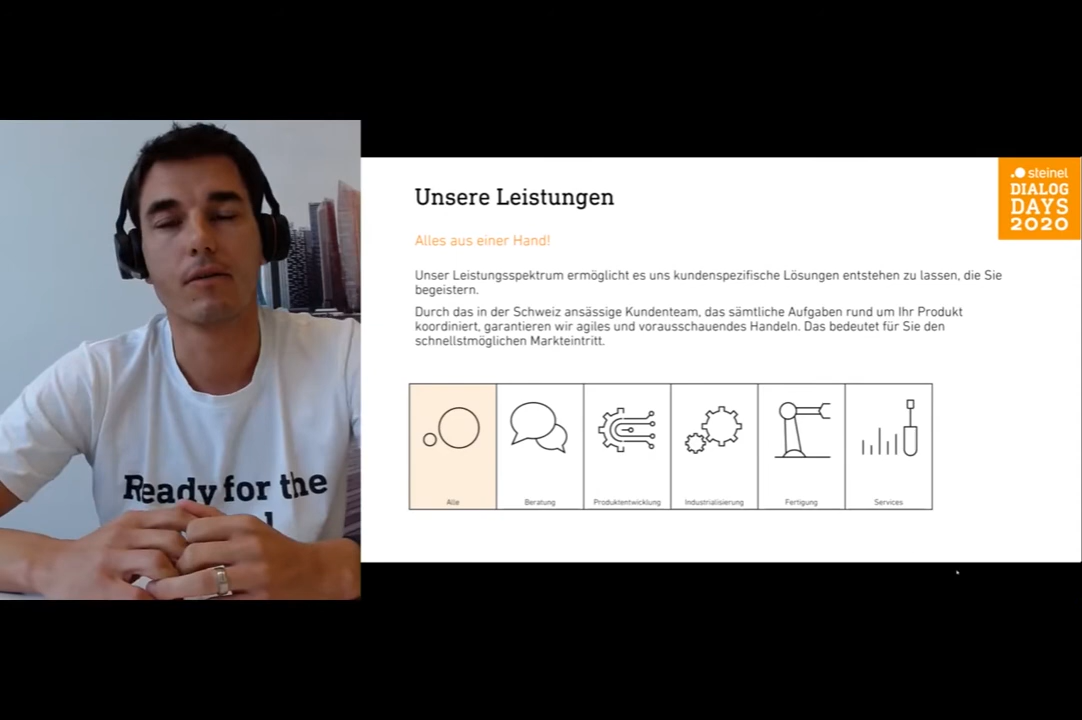 Unsere Leistungen
steinel
DIALOG
DAYS
2020
Alles aus einer Hand!
Unser Leistungsspektrum ermöglicht es uns kundenspezifische Lösungen entstehen zu lassen, die Sie
begeistern.
Durch das in der Schweiz ansässige Kundenteam, das sämtliche Aufgaben rund um Ihr Produkt
koordiniert, garantieren wir agiles und vorausschauendes Handeln. Das bedeutet für Sie den
schnellstmöglichen Markteintritt.
Alle
Beratung
Produktentwicklung
Industrialisierung
Fertigung
Services
Ready for the